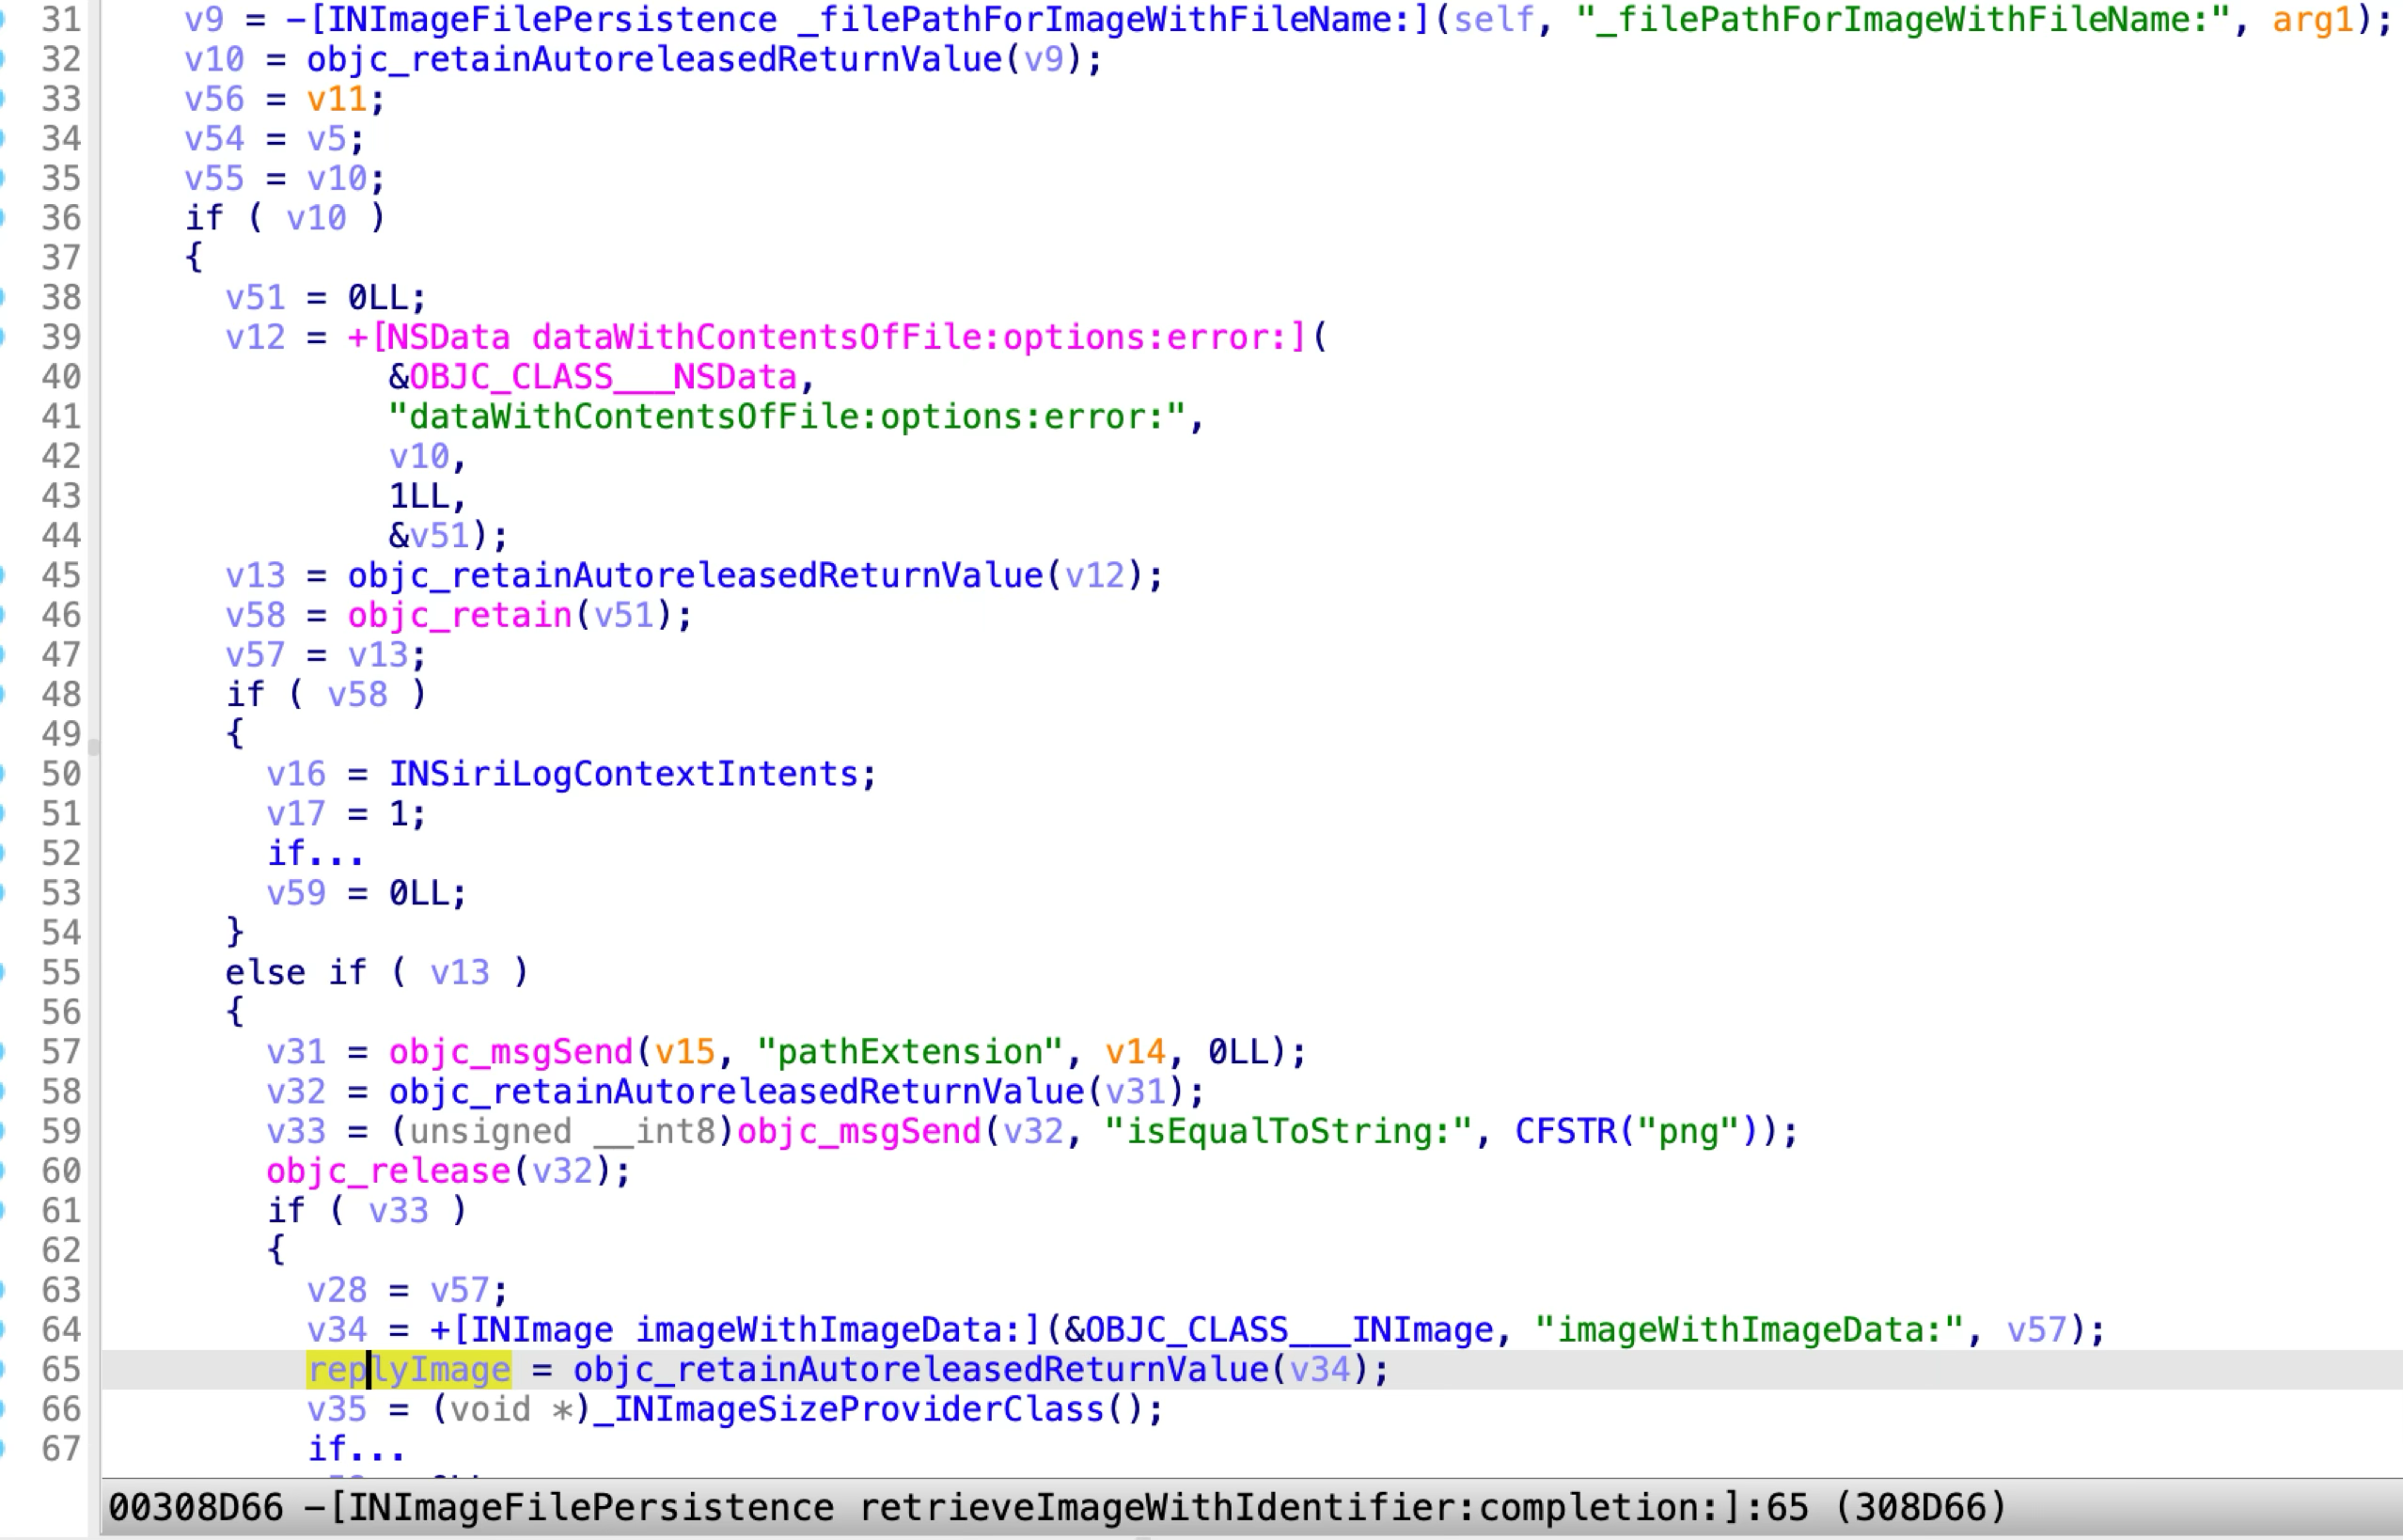 31 v9 = -[INImageFilePersistence _filePathForImageWithFileName:](self, "_filePathForImageWithFileName:", arg1);
32 v10 = objc_retainAutoreleasedReturnValue(v9);
33 v56 = v11;
34 v54 = v5;
35 v55 = v10;
36 if ( v10 )
37 {
38 v51 = 0LL;
39 v12 = +[NSData dataWithContentsOfFile:options:error:](
40 &OBJC_CLASS___NSData,
41 "dataWithContentsOfFile:options:error:",
42 v10,
43 1LL,
44 &v51);
45 v13 = objc_retainAutoreleasedReturnValue(v12);
46 v58 = objc_retain(v51);
47 v57 = v13;
48 if ( v58 )
49 {
50 v16 = INSiriLogContextIntents;
51 v17 = 1;
52 if...
53 v59 = 0LL;
54 }
55 else if ( v13 )
56 {
57 v31 = objc_msgSend(v15, "pathExtension", v14, 0LL);
58 v32 = objc_retainAutoreleasedReturnValue(v31);
59 v33 = (unsigned __int8)objc_msgSend(v32, "isEqualToString:", CFSTR("png"));
60 objc_release(v32);
61 if ( v33 )
62 {
63 v28 = v57;
64 v34 = +[INImage imageWithImageData:](&OBJC_CLASS___INImage, "imageWithImageData:", v57);
65 replyImage = objc_retainAutoreleasedReturnValue(v34);
66 v35 = (void *)_INImageSizeProviderClass();
67 if...
00308D66 -[INImageFilePersistence retrieveImageWithIdentifier:completion:]:65 (308D66)